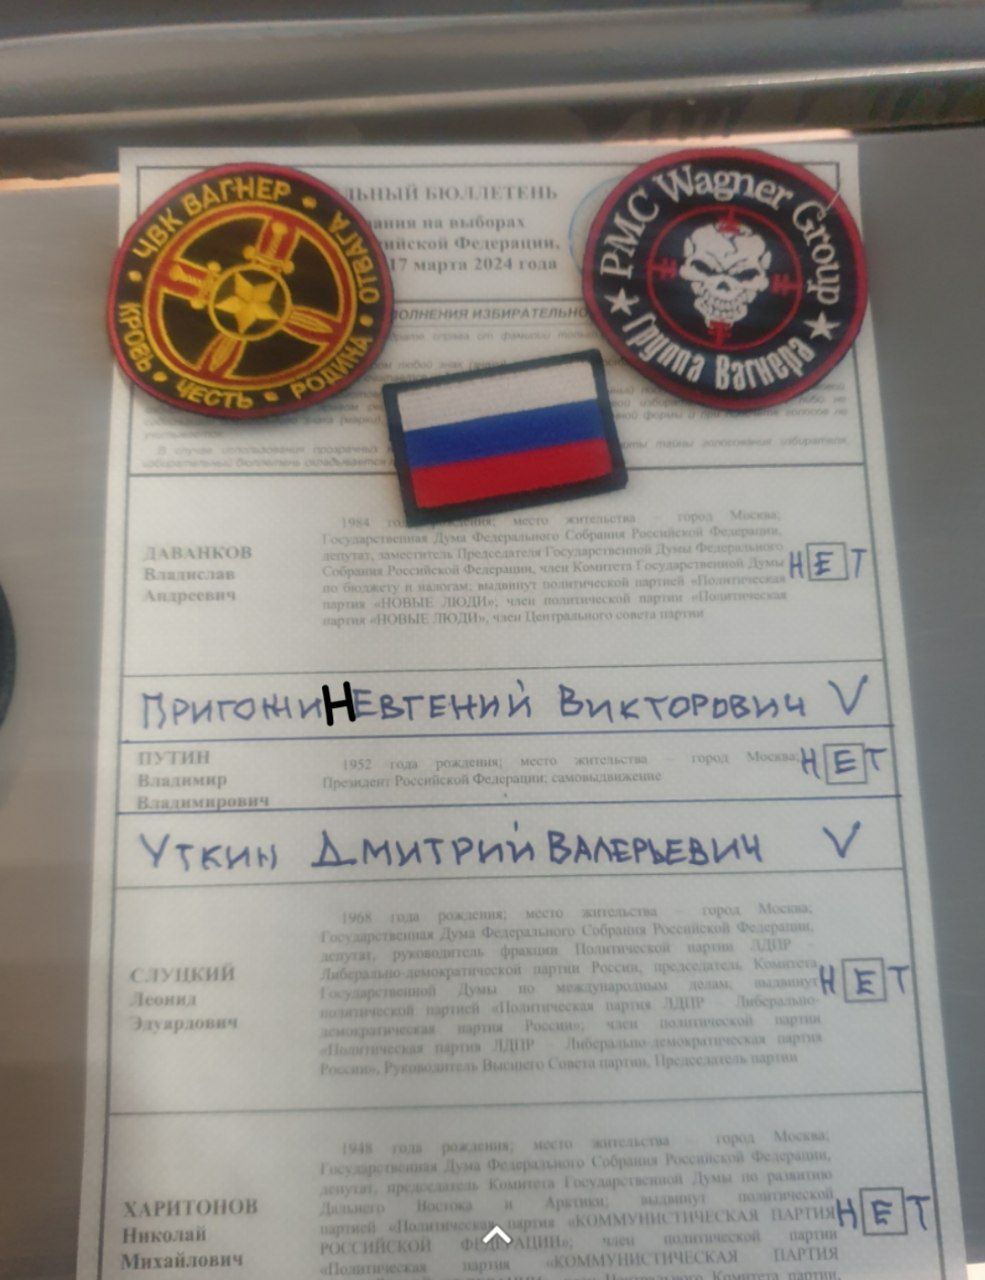 ЧВК ВАГНЕР • ОТВАГА • РОДИНА • ЧЕСТЬ • КРОВЬ •
PMC Wagner Group
Группа Вагнера
БЮЛЛЕТЕНЬ
на выборах
Федерации,
17 марта 2024 года
В случае использования прозрачных
тайны голосования избирателя,
избирательный бюллетень складывается
1984 рождения; место жительства – город Москва;
Государственная Дума Федерального Собрания Российской Федерации,
депутат, заместитель Председателя Государственной Думы Федерального
ДАВАНКОВ
Владислав
Андреевич
Собрания Российской Федерации, член Комитета Государственной Думы
по бюджету и налогам; выдвинут политической партией «Политическая
партия «НОВЫЕ ЛЮДИ»; член политической партии «Политическая
партия «НОВЫЕ ЛЮДИ», член Центрального совета партии
НЕТ
ПРИГОЖИН ЕВГЕНИЙ ВИКТОРОВИЧ V
ПУТИН
Владимир
Владимирович
1952 года рождения; место жительства – город Москва;
Президент Российской Федерации; самовыдвижение
НЕТ
УТКИН ДМИТРИЙ ВАЛЕРЬЕВИЧ V
СЛУЦКИЙ
Леонид
Эдуардович
1968 года рождения; место жительства – город Москва;
Государственная Дума Федерального Собрания Российской Федерации,
депутат, руководитель фракции Политической партии ЛДПР –
Либерально-демократической партии России, председатель Комитета
Государственной Думы по международным делам; выдвинут
политической партией «Политическая партия ЛДПР – Либерально-
демократическая партия России»; член политической партии
«Политическая партия ЛДПР – Либерально-демократическая партия
России», Руководитель Высшего Совета партии, Председатель партии
НЕТ
ХАРИТОНОВ
Николай
Михайлович
1948 года рождения; место жительства – город Москва;
Государственная Дума Федерального Собрания Российской Федерации,
депутат, председатель Комитета Государственной Думы по развитию
Дальнего Востока и Арктики; выдвинут политической
партией «Политическая партия «КОММУНИСТИЧЕСКАЯ ПАРТИЯ
РОССИЙСКОЙ ФЕДЕРАЦИИ»; член политической партии
«Политическая партия «КОММУНИСТИЧЕСКАЯ ПАРТИЯ
НЕТ